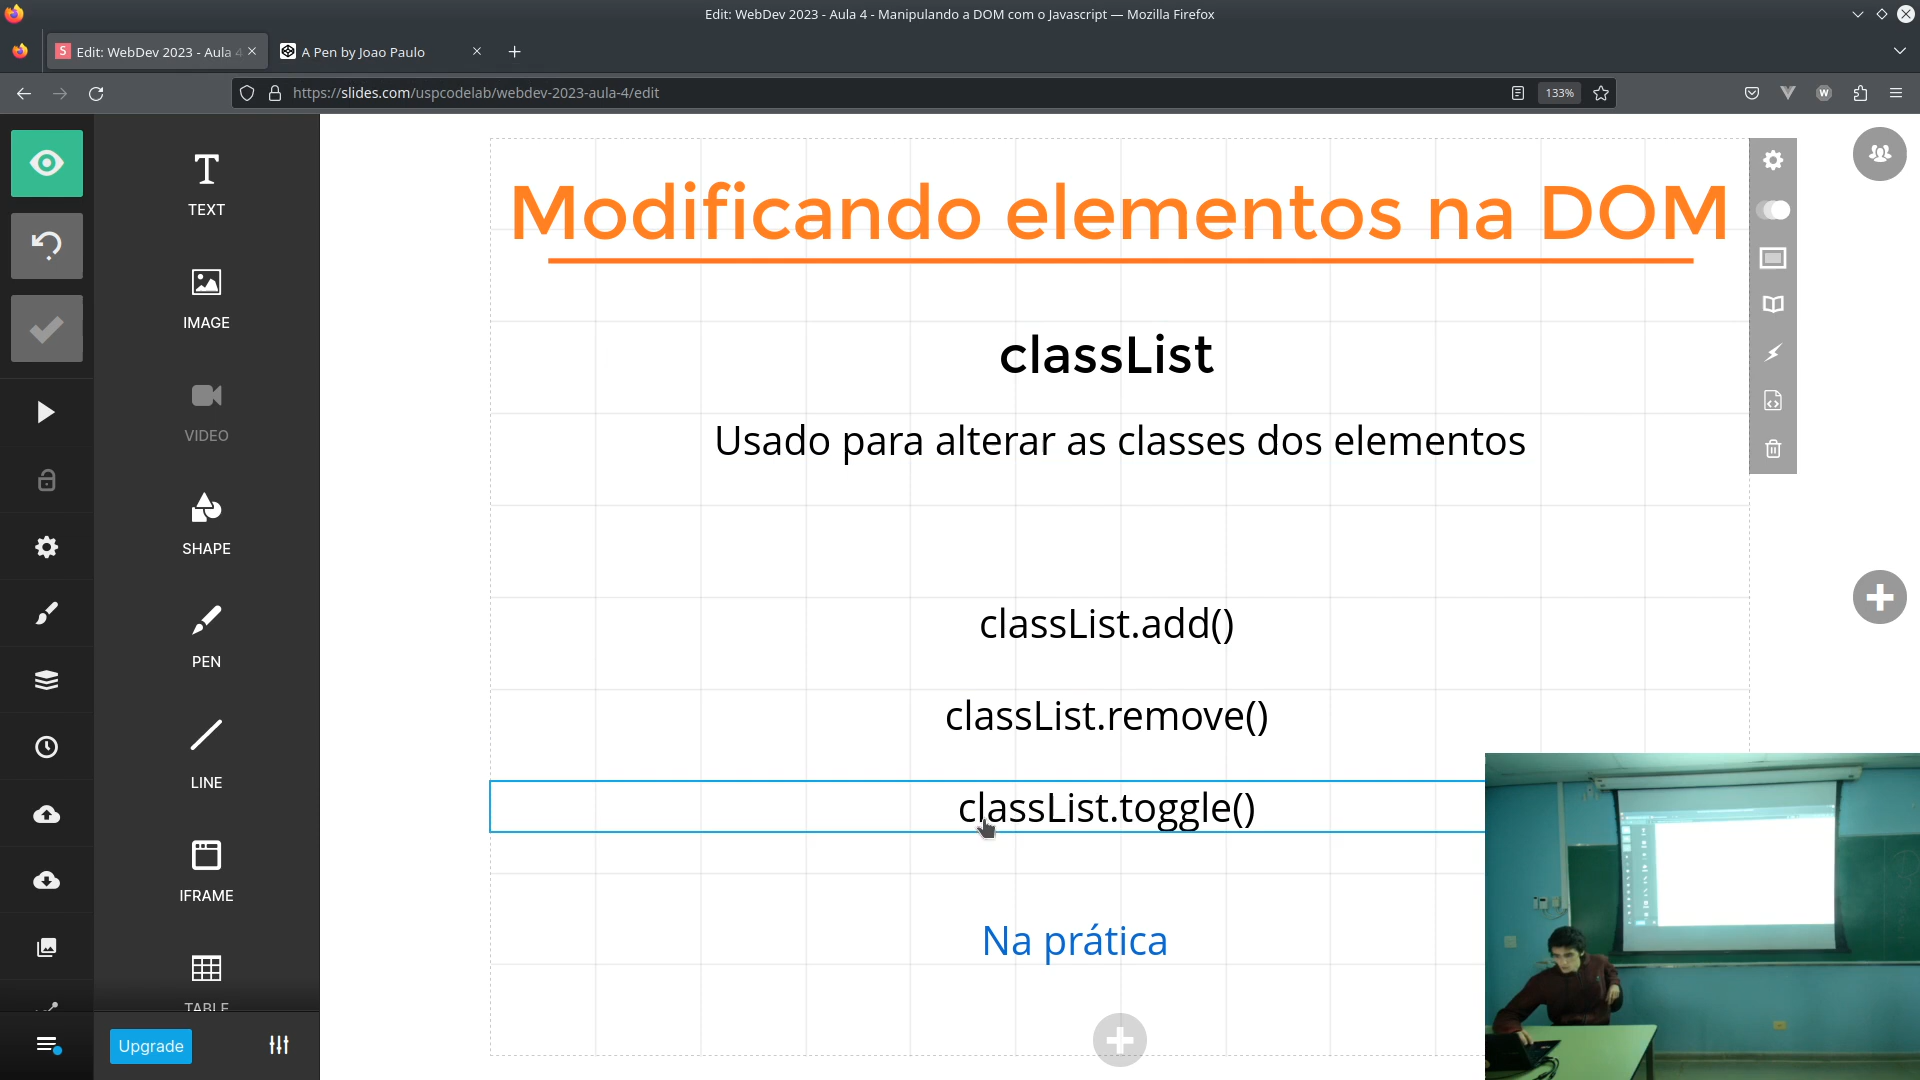 Edit: WebDev 2023 - Aula 4 - Manipulando a DOM com o Javascript — Mozilla Firefox
S Edit: WebDev 2023 - Aula 4
A Pen by Joao Paulo
https://slides.com/uspcodelab/webdev-2023-aula-4/edit
133%
W
TEXT
IMAGE
VIDEO
SHAPE
PEN
LINE
IFRAME
TABLE
Upgrade
Modificando elementos na DOM
classList
Usado para alterar as classes dos elementos
classList.add()
classList.remove()
classList.toggle()
Na prática